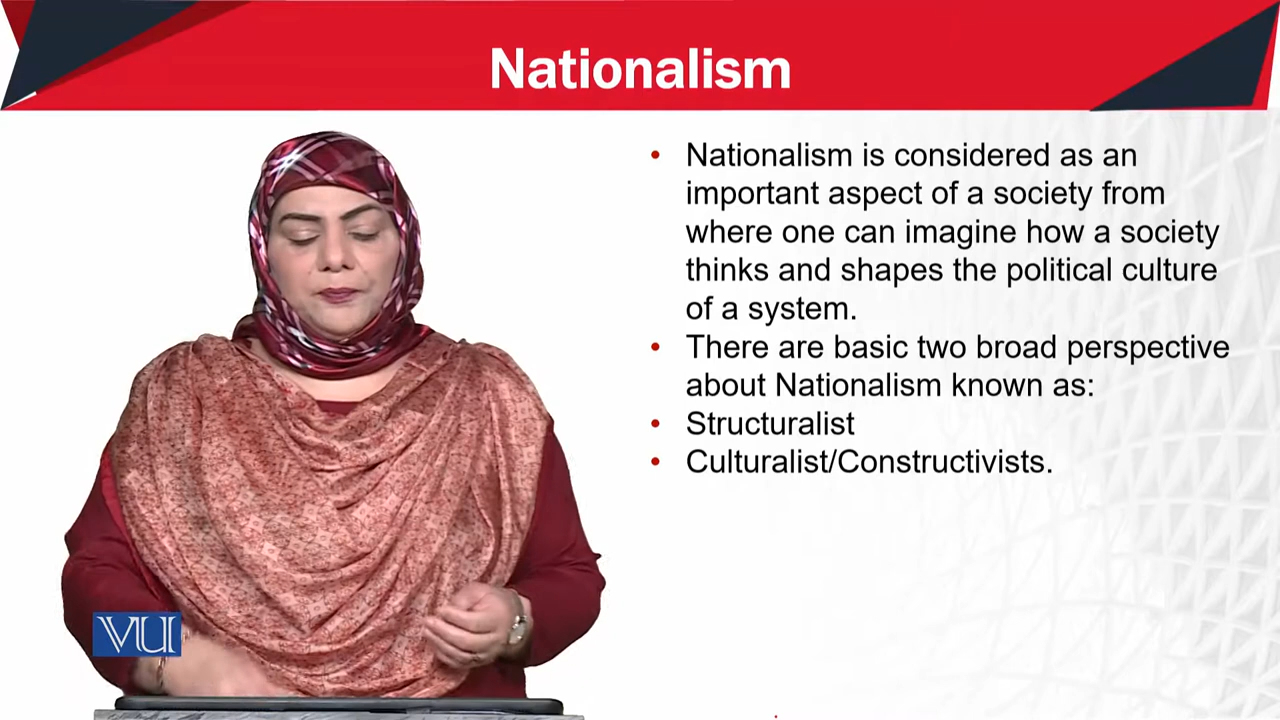 Nationalism
• Nationalism is considered as an
important aspect of a society from
where one can imagine how a society
thinks and shapes the political culture
of a system.
• There are basic two broad perspective
about Nationalism known as:
• Structuralist
• Culturalist/Constructivists.
VU